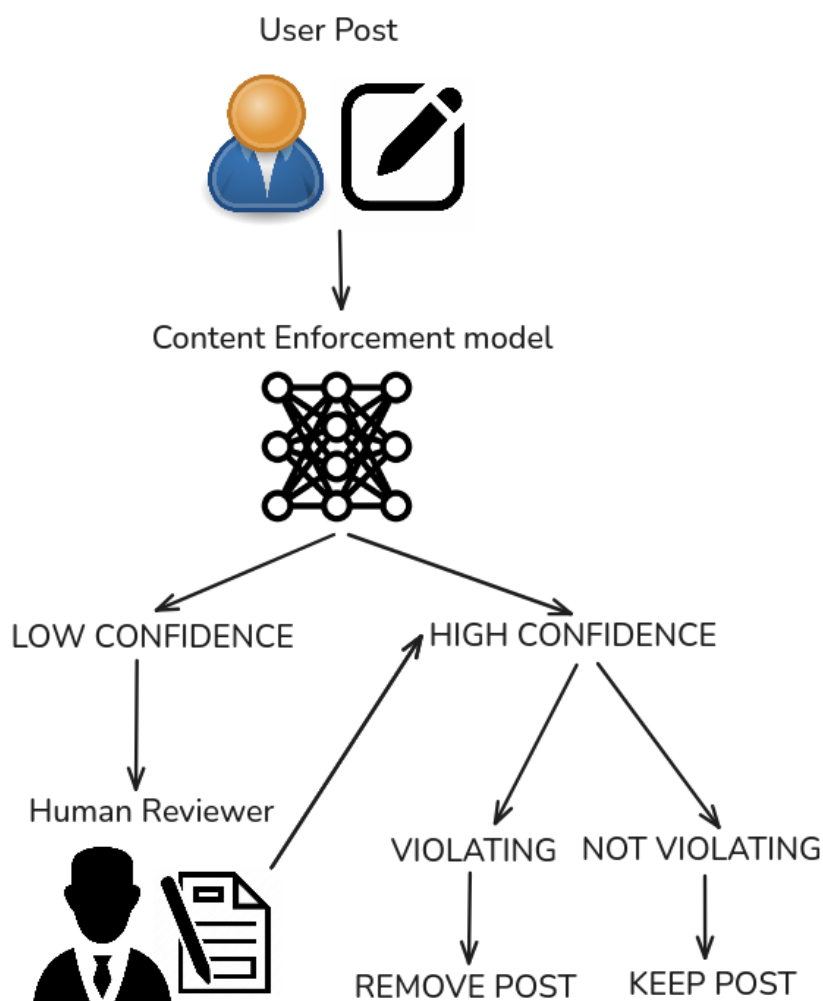 User Post
Content Enforcement model
LOW CONFIDENCE
HIGH CONFIDENCE
Human Reviewer
VIOLATING
NOT VIOLATING
REMOVE POST
KEEP POST